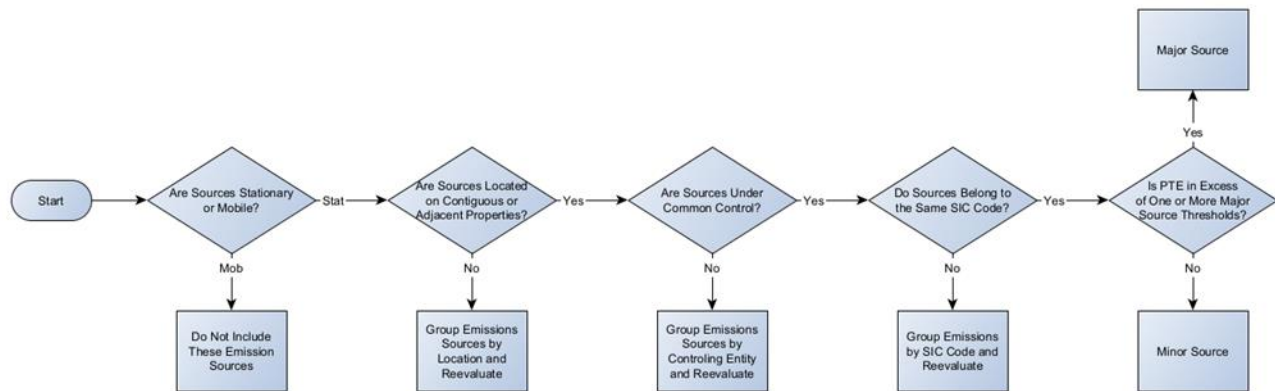 Major Source
Yes
Start
Are Sources Stationary
or Mobile?
Stat
Are Sources Located
on Contiguous or
Adjacent Properties?
Yes
Are Sources Under
Common Control?
Yes
Do Sources Belong to
the Same SIC Code?
Yes
Is PTE in Excess
of One or More Major
Source Thresholds?
Mob
No
No
No
No
Do Not Include
These Emission
Sources
Group Emissions
Sources by
Location and
Reevaluate
Group Emissions
Sources by
Controling Entity
and Reevaluate
Group Emissions
by SIC Code and
Reevaluate
Minor Source